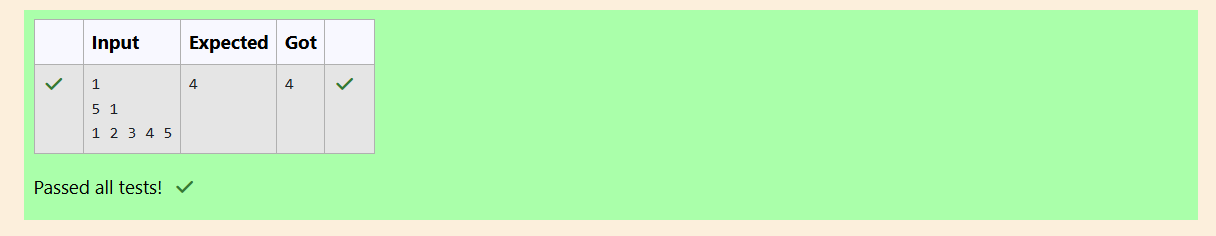 Input Expected Got
1 4 4
5 1
1 2 3 4 5
Passed all tests!